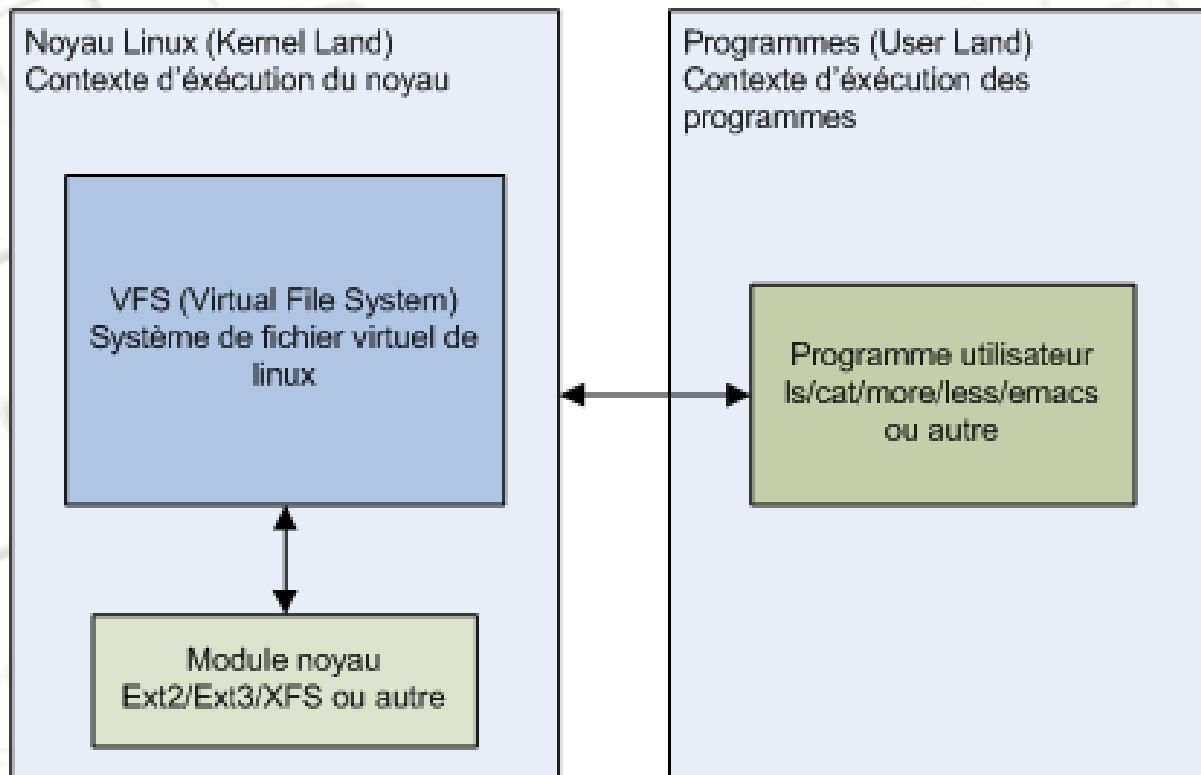 Noyau Linux (Kernel Land)
Contexte d'éxécution du noyau
VFS (Virtual File System)
Système de fichier virtuel de
linux
Module noyau
Ext2/Ext3/XFS ou autre
Programmes (User Land)
Contexte d'éxécution des
programmes
Programme utilisateur
ls/cat/more/less/emacs
ou autre